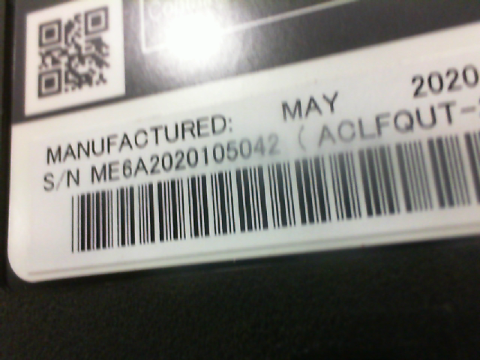 MANUFACTURED: MAY 2020
S/N ME6A2020105042 ( ACLFQUT-